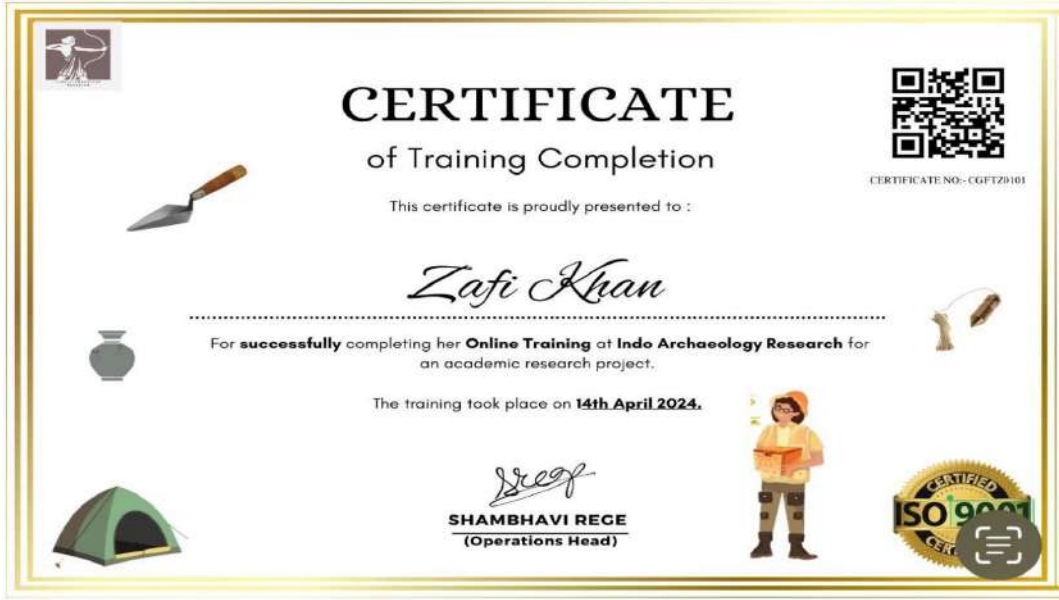 CERTIFICATE
of Training Completion
CERTIFICATE NO:- CGFTZ0101
This certificate is proudly presented to :
Zafi Khan
For successfully completing her Online Training at Indo Archaeology Research for
an academic research project.
The training took place on 14th April 2024.
SHAMBHAVI REGE
(Operations Head)
CERTIFIED
ISO 9001